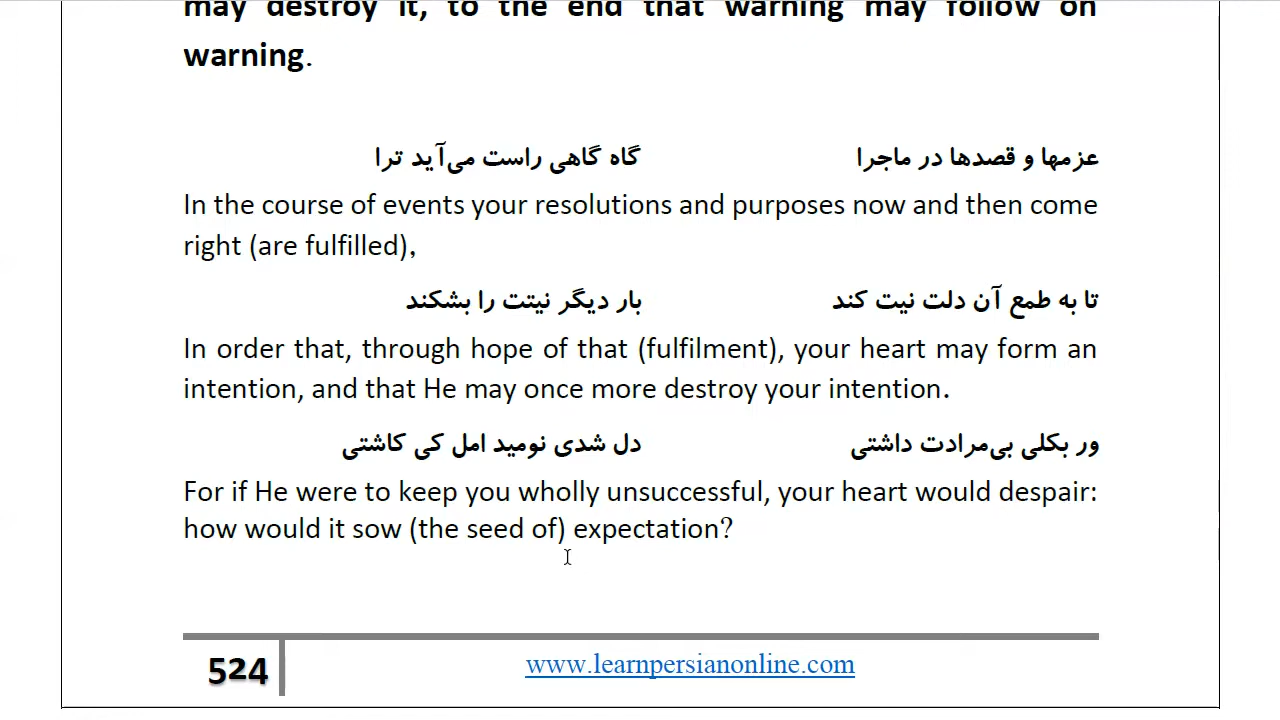 may destroy it, to the end that warning may follow on
warning.
عزمها و قصدها در ماجرا گاه گاهی راست می‌آید ترا
In the course of events your resolutions and purposes now and then come
right (are fulfilled),
تا به طمع آن دلت نیت کند بار دیگر نیتت را بشکند
In order that, through hope of that (fulfilment), your heart may form an
intention, and that He may once more destroy your intention.
ور بکلی بی‌مرادت داشتی دل شدی نومید امل کی کاشتی
For if He were to keep you wholly unsuccessful, your heart would despair:
how would it sow (the seed of) expectation?
524 www.learnpersianonline.com